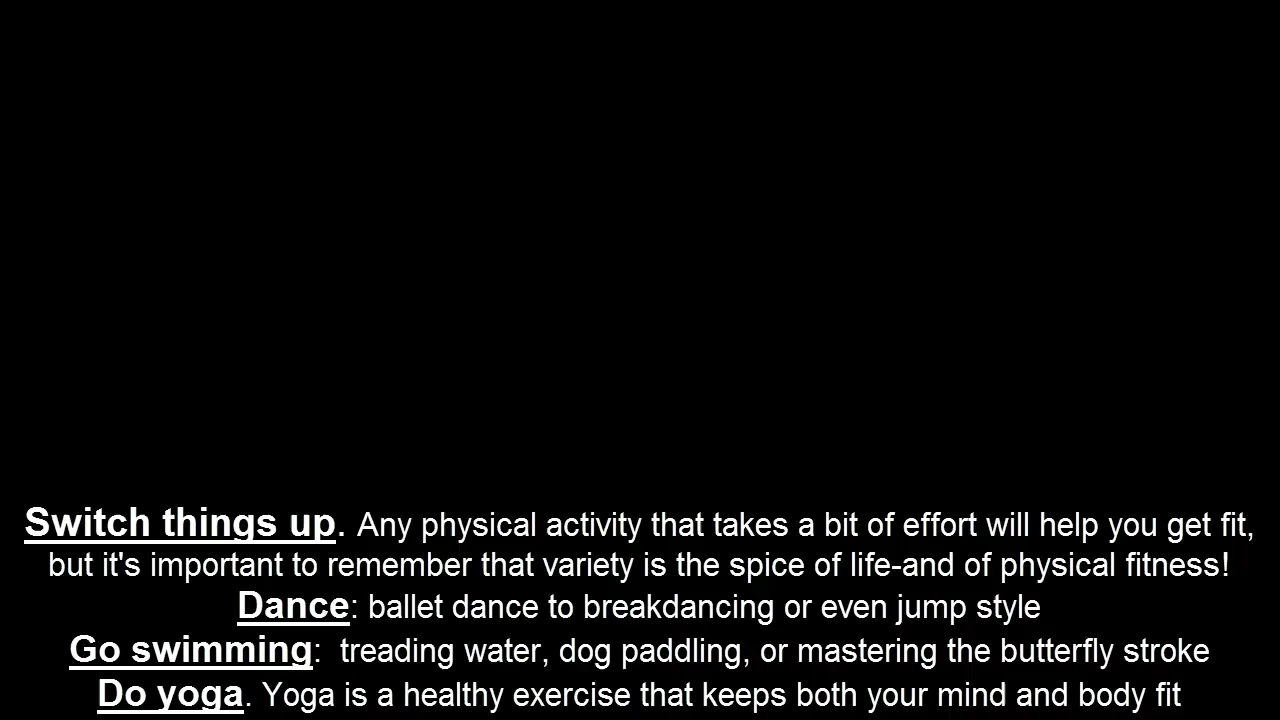 Switch things up. Any physical activity that takes a bit of effort will help you get fit,
but it's important to remember that variety is the spice of life-and of physical fitness!
Dance: ballet dance to breakdancing or even jump style
Go swimming:  treading water, dog paddling, or mastering the butterfly stroke
Do yoga. Yoga is a healthy exercise that keeps both your mind and body fit